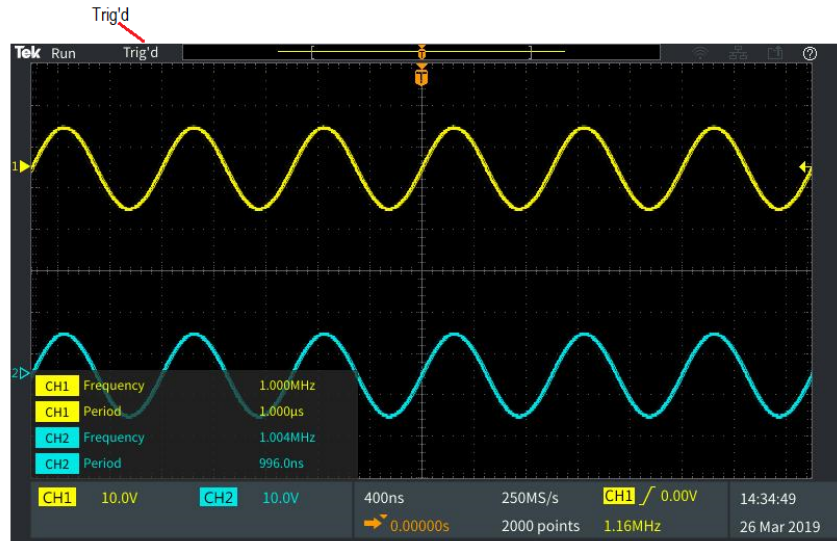 Trig'd
Tek Run Trig'd
T
T
1
2
CH1 Frequency 1.000MHz
CH1 Period 1.000µs
CH2 Frequency 1.004MHz
CH2 Period 996.0ns
CH1 10.0V CH2 10.0V 400ns 250MS/s CH1 0.00V 14:34:49
0.00000s 2000 points 1.16MHz 26 Mar 2019